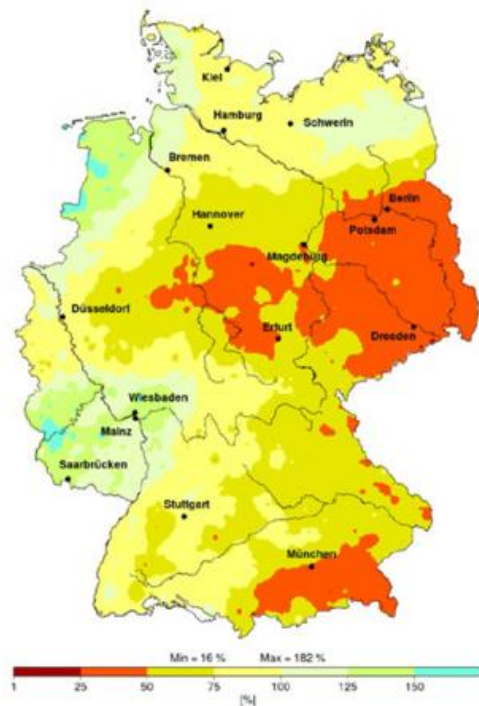 Kiel
Hamburg
Schwerin
Bremen
Berlin
Hannover
Potsdam
Magdeburg
Düsseldorf
Erfurt
Dresden
Wiesbaden
Mainz
Saarbrücken
Stuttgart
München
Min = 16 % Max = 182 %
1 25 50 75 100 125 150
[%]